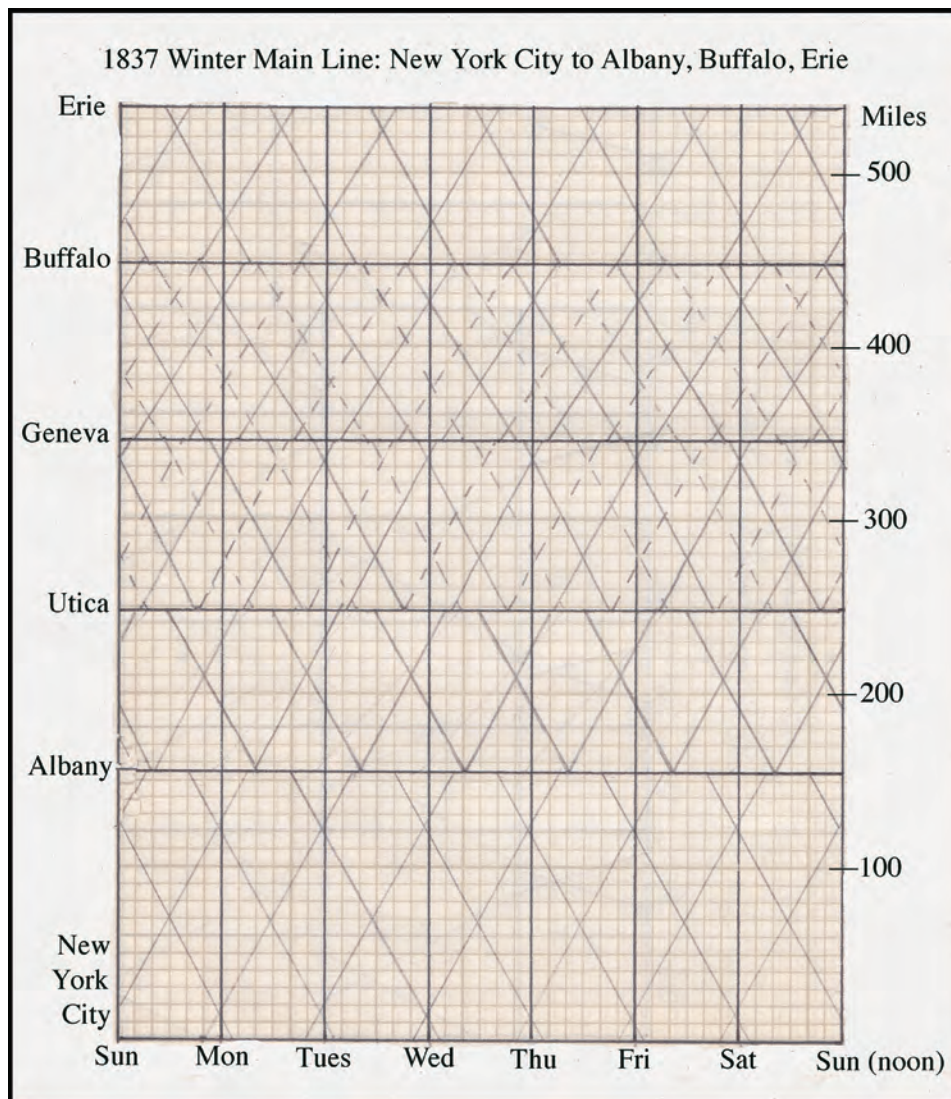 1837 Winter Main Line: New York City to Albany, Buffalo, Erie
Erie
Miles
500
Buffalo
400
Geneva
300
Utica
200
Albany
100
New
York
City
Sun Mon Tues Wed Thu Fri Sat Sun (noon)